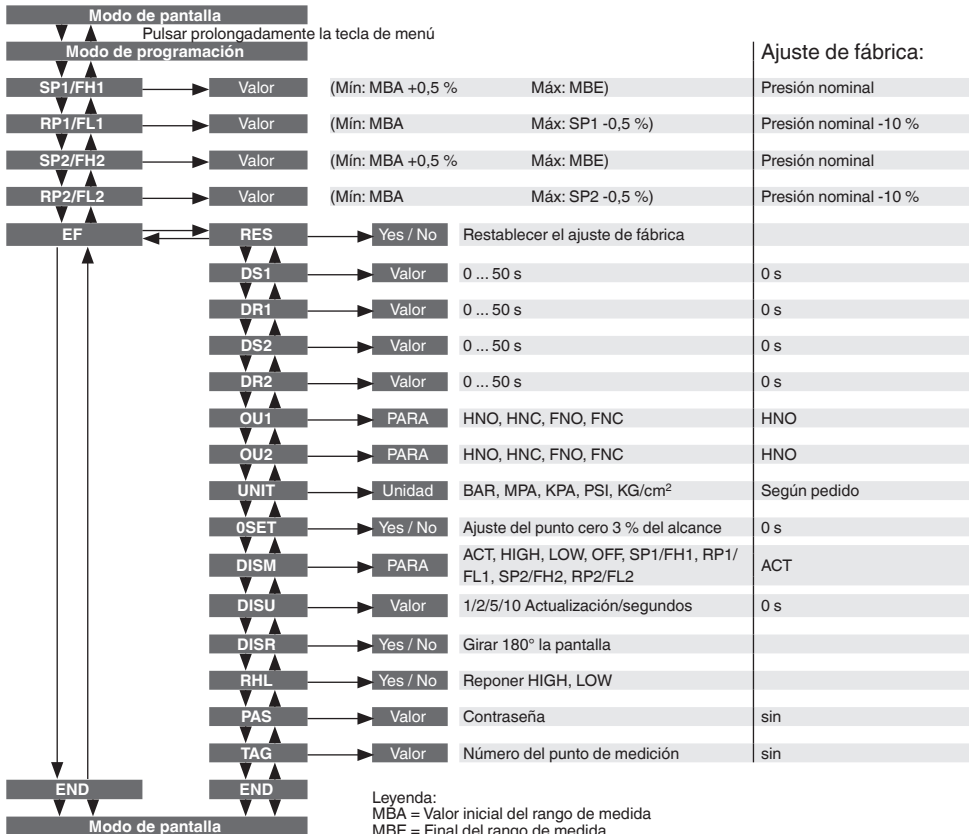 Modo de pantalla
Pulsar prolongadamente la tecla de menú
Modo de programación
Ajuste de fábrica:
SP1/FH1 Valor (Mín: MBA +0,5 % Máx: MBE) Presión nominal
RP1/FL1 Valor (Mín: MBA Máx: SP1 -0,5 %) Presión nominal -10 %
SP2/FH2 Valor (Mín: MBA +0,5 % Máx: MBE) Presión nominal
RP2/FL2 Valor (Mín: MBA Máx: SP2 -0,5 %) Presión nominal -10 %
EF RES Yes / No Restablecer el ajuste de fábrica
DS1 Valor 0 ... 50 s 0 s
DR1 Valor 0 ... 50 s 0 s
DS2 Valor 0 ... 50 s 0 s
DR2 Valor 0 ... 50 s 0 s
OU1 PARA HNO, HNC, FNO, FNC HNO
OU2 PARA HNO, HNC, FNO, FNC HNO
UNIT Unidad BAR, MPA, KPA, PSI, KG/cm² Según pedido
0SET Yes / No Ajuste del punto cero 3 % del alcance 0 s
DISM PARA ACT, HIGH, LOW, OFF, SP1/FH1, RP1/
FL1, SP2/FH2, RP2/FL2 ACT
DISU Valor 1/2/5/10 Actualización/segundos 0 s
DISR Yes / No Girar 180° la pantalla
RHL Yes / No Reponer HIGH, LOW
PAS Valor Contraseña sin
TAG Valor Número del punto de medición sin
END END
Modo de pantalla
Leyenda:
MBA = Valor inicial del rango de medida
MBE = Final del rango de medida